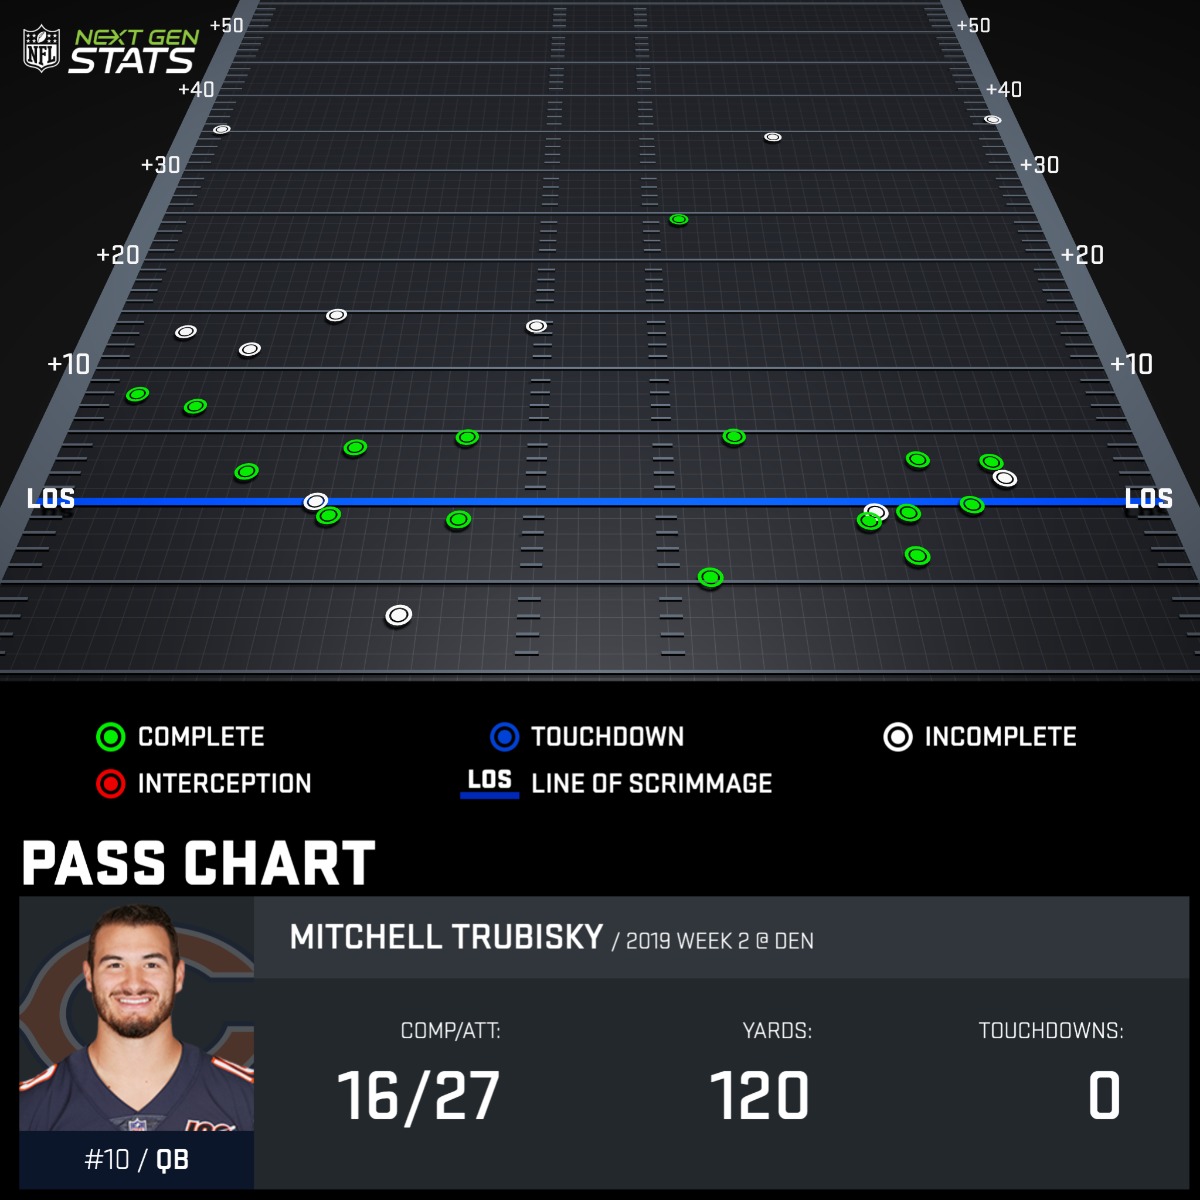 +50 +50
NFL NEXT GEN
STATS
+40 +40
+30 +30
+20 +20
+10 +10
LOS LOS
COMPLETE TOUCHDOWN INCOMPLETE
INTERCEPTION LOS LINE OF SCRIMMAGE
PASS CHART
MITCHELL TRUBISKY / 2019 WEEK 2 @ DEN
COMP/ATT: YARDS: TOUCHDOWNS:
16/27 120 0
#10 / QB